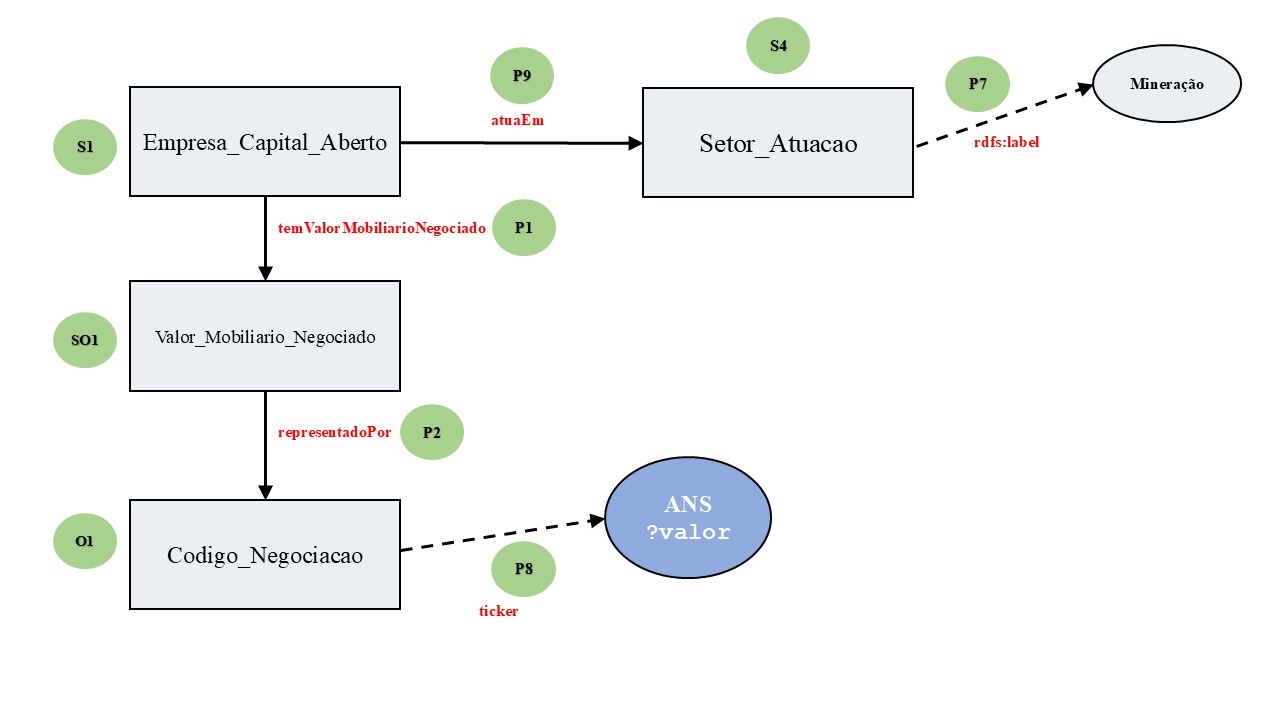 S4
P9
P7
Mineração
atuaEm
Empresa_Capital_Aberto
Setor_Atuacao
rdfs:label
S1
temValorMobiliarioNegociado
P1
SO1
Valor_Mobiliario_Negociado
representadoPor
P2
ANS
?valor
O1
Codigo_Negociacao
P8
ticker